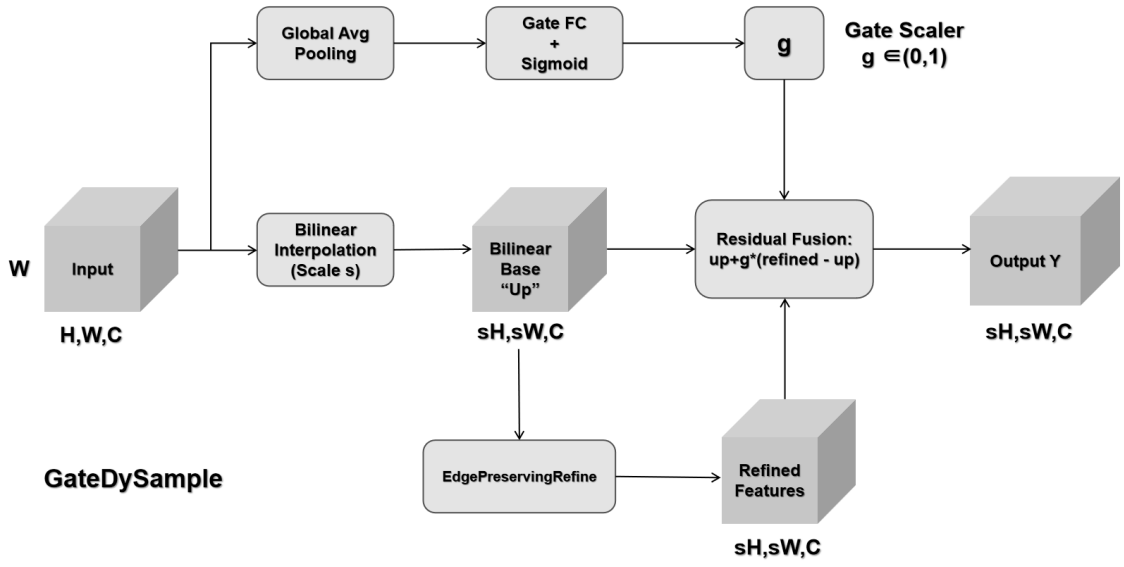 Global Avg
Pooling
Gate FC
+
Sigmoid
g
Gate Scaler
g ∈(0,1)
W
Input
H,W,C
Bilinear
Interpolation
(Scale s)
Bilinear
Base
“Up”
sH,sW,C
Residual Fusion:
up+g*(refined - up)
Output Y
sH,sW,C
GateDySample
EdgePreservingRefine
Refined
Features
sH,sW,C